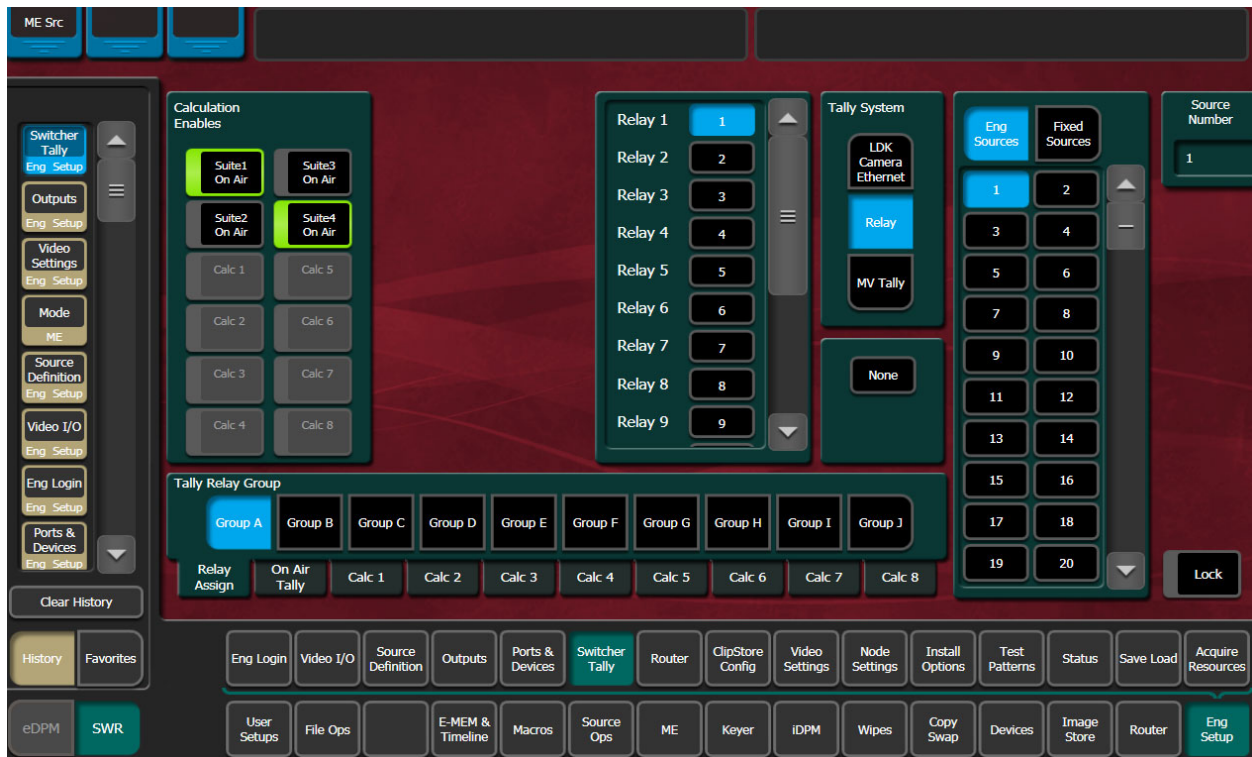 ME Src
Switcher
Tally
Eng Setup
Outputs
Eng Setup
Video
Settings
Eng Setup
Mode
ME
Source
Definition
Eng Setup
Video I/O
Eng Setup
Eng Login
Eng Setup
Ports &
Devices
Eng Setup
Clear History
History Favorites
eDPM SWR
Calculation
Enables
Suite1
On Air
Suite3
On Air
Suite2
On Air
Suite4
On Air
Calc 1 Calc 5
Calc 2 Calc 6
Calc 3 Calc 7
Calc 4 Calc 8
Relay 1 1
Relay 2 2
Relay 3 3
Relay 4 4
Relay 5 5
Relay 6 6
Relay 7 7
Relay 8 8
Relay 9 9
Tally System
LDK
Camera
Ethernet
Relay
MV Tally
None
Eng
Sources
Fixed
Sources
1 2
3 4
5 6
7 8
9 10
11 12
13 14
15 16
17 18
19 20
Source
Number
1
Lock
Tally Relay Group
Group A Group B Group C Group D Group E Group F Group G Group H Group I Group J
Relay
Assign
On Air
Tally
Calc 1 Calc 2 Calc 3 Calc 4 Calc 5 Calc 6 Calc 7 Calc 8
Eng Login
Video I/O
Source
Definition
Outputs
Ports &
Devices
Switcher
Tally
Router
ClipStore
Config
Video
Settings
Node
Settings
Install
Options
Test
Patterns
Status
Save Load
Acquire
Resources
User
Setups
File Ops
E-MEM &
Timeline
Macros
Source
Ops
ME
Keyer
iDPM
Wipes
Copy
Swap
Devices
Image
Store
Router
Eng
Setup